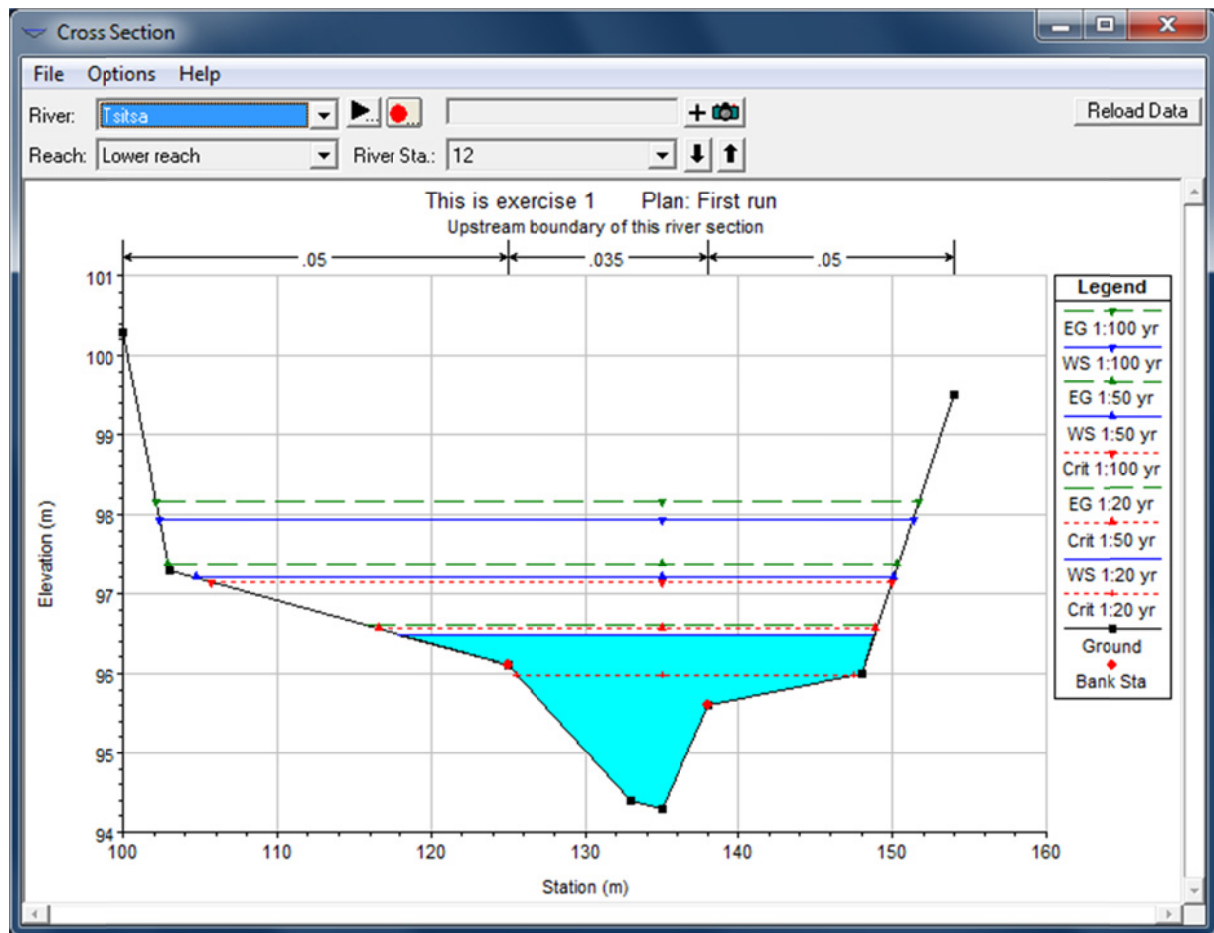 Cross Section
File Options Help
River: Tsitsa Reload Data
Reach: Lower reach River Sta.: 12
This is exercise 1 Plan: First run
Upstream boundary of this river section
.05 .035 .05
101
100
99
98
97
96
95
94
Elevation (m)
100 110 120 130 140 150 160
Station (m)
Legend
EG 1:100 yr
WS 1:100 yr
EG 1:50 yr
WS 1:50 yr
Crit 1:100 yr
EG 1:20 yr
Crit 1:50 yr
WS 1:20 yr
Crit 1:20 yr
Ground
Bank Sta